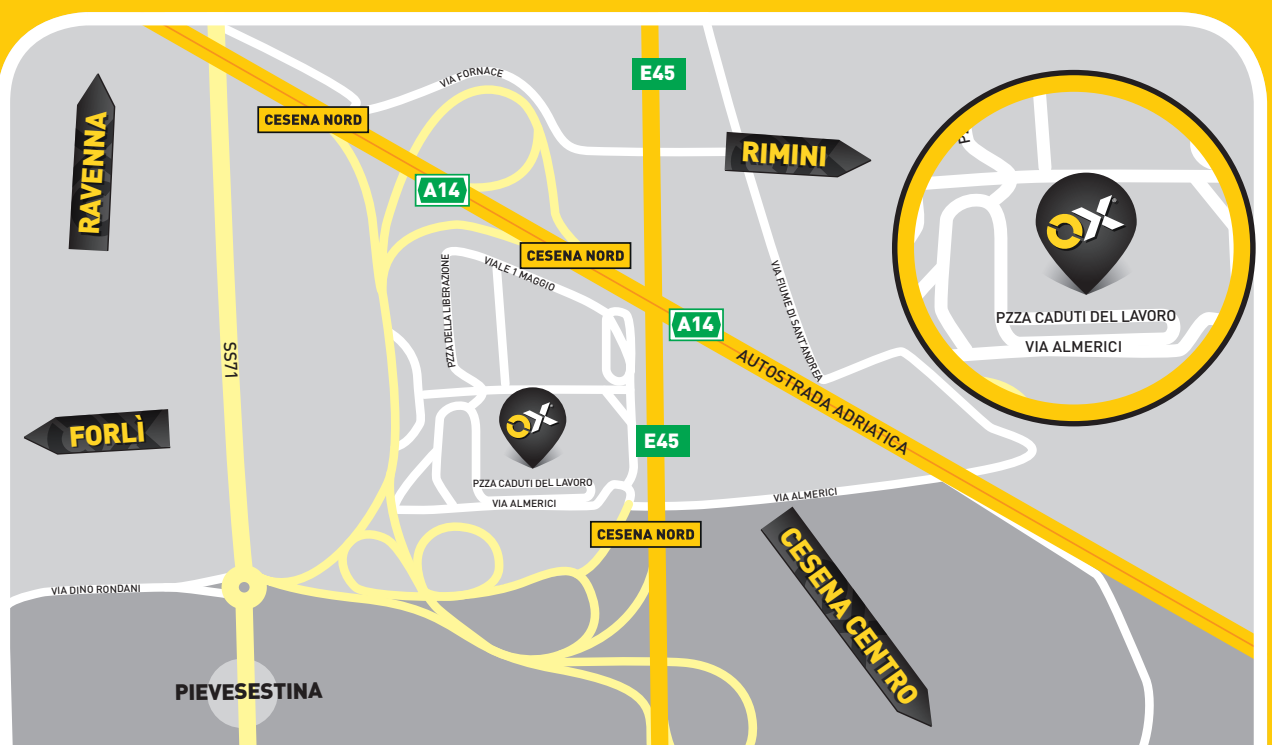 E45
VIA FORNACE
CESENA NORD
RAVENNA
RIMINI
A14
CESENA NORD
PZZA DELLA LIBERAZIONE
VIALE 1 MAGGIO
VIA FIUME DI SANT'ANDREA
A14
SS71
AUTOSTRADA ADRIATICA
FORLÌ
OX
E45
PZZA CADUTI DEL LAVORO
VIA ALMERICI
VIA ALMERICI
CESENA NORD
CESENA CENTRO
VIA DINO RONDANI
PIEVESESTINA
OX
PZZA CADUTI DEL LAVORO
VIA ALMERICI